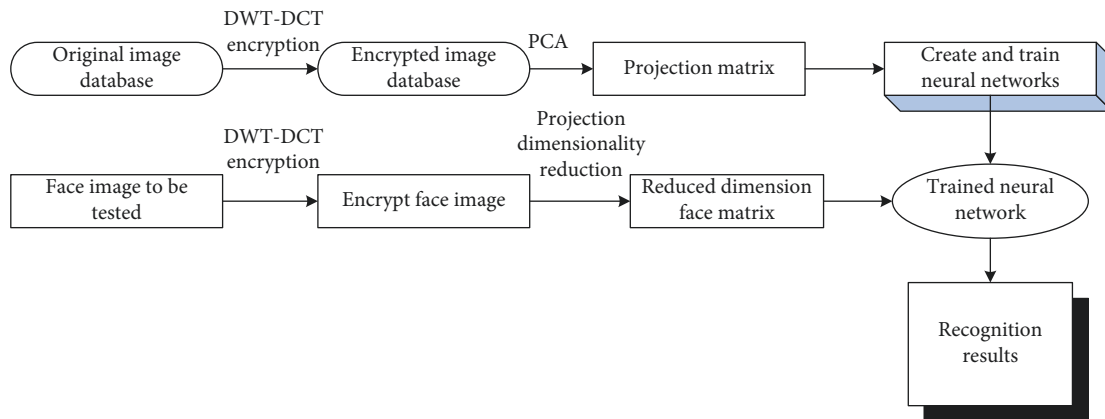 DWT-DCT
encryption
PCA
Original image
database
Encrypted image
database
Projection matrix
Create and train
neural networks
DWT-DCT
encryption
Projection
dimensionality
reduction
Face image to be
tested
Encrypt face image
Reduced dimension
face matrix
Trained neural
network
Recognition
results